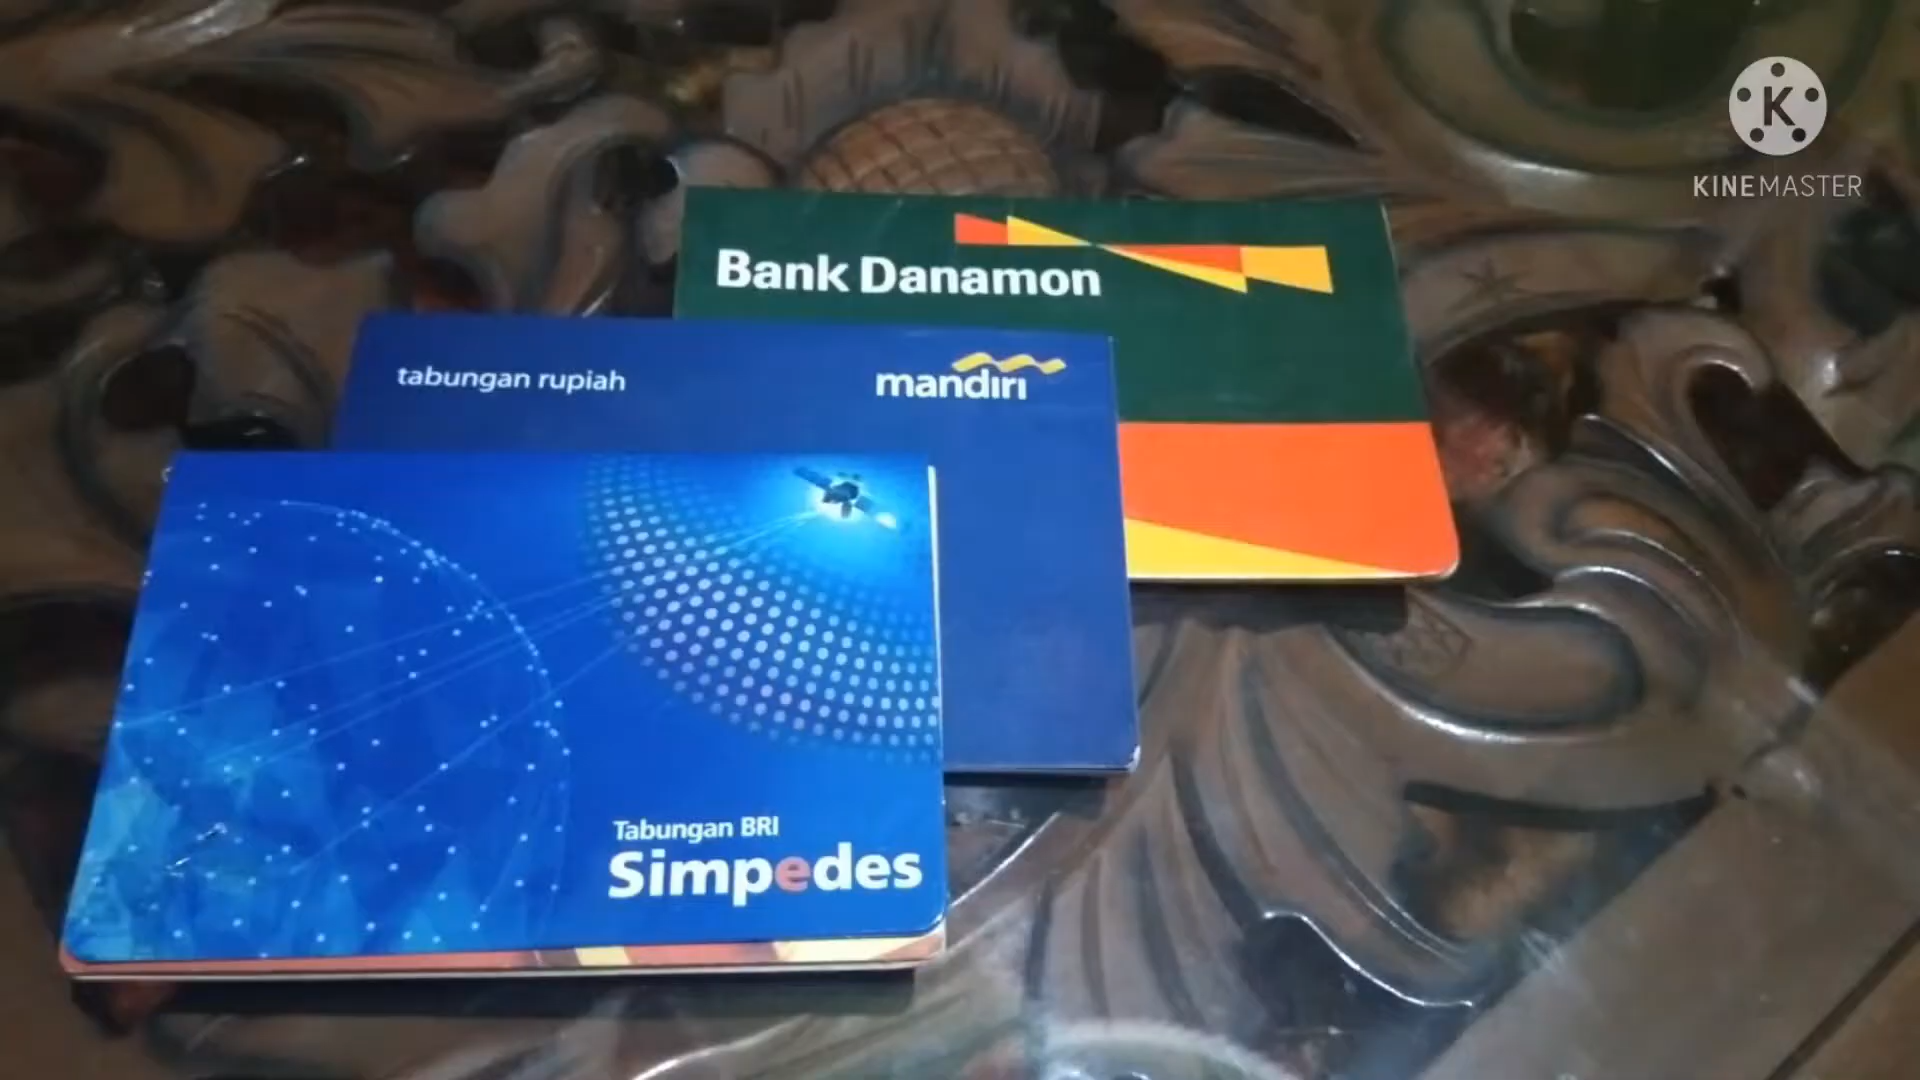 K
KINEMASTER
Bank Danamon
tabungan rupiah
mandiri
Tabungan BRI
Simpedes